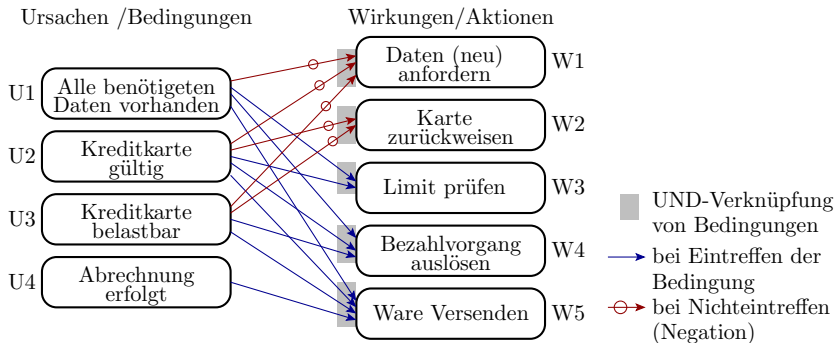 Ursachen /Bedingungen
Wirkungen/Aktionen
U1
Alle benötigeten
Daten vorhanden
U2
Kreditkarte
gültig
U3
Kreditkarte
belastbar
U4
Abrechnung
erfolgt
Daten (neu)
anfordern
W1
Karte
zurückweisen
W2
Limit prüfen
W3
Bezahlvorgang
auslösen
W4
Ware Versenden
W5
UND-Verknüpfung
von Bedingungen
bei Eintreffen der
Bedingung
bei Nichteintreffen
(Negation)